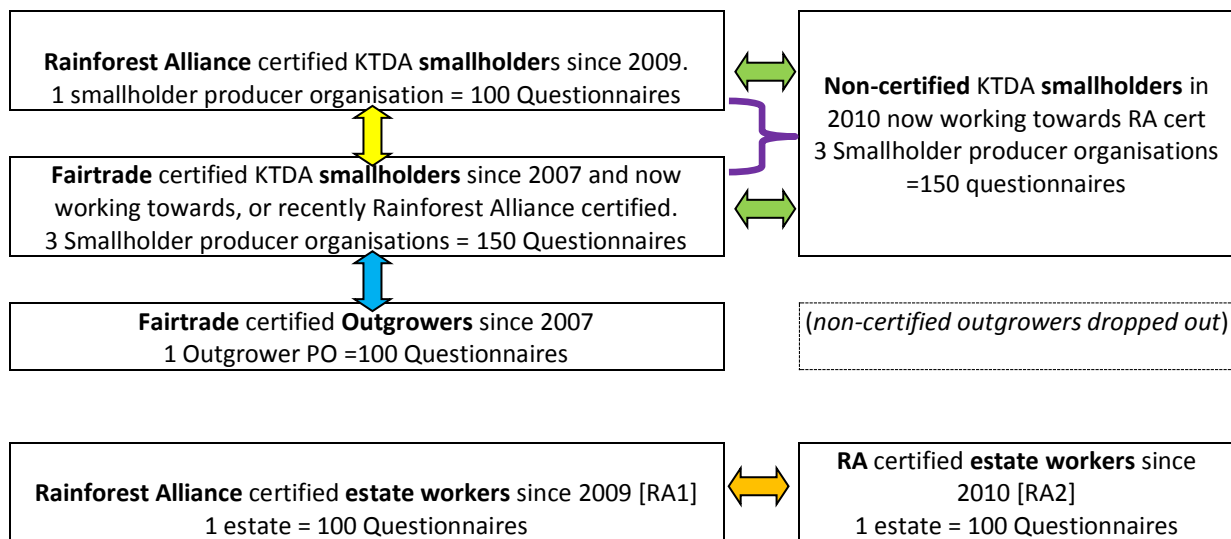 Rainforest Alliance certified KTDA smallholders since 2009.
1 smallholder producer organisation = 100 Questionnaires
Non-certified KTDA smallholders in
2010 now working towards RA cert
3 Smallholder producer organisations
=150 questionnaires
Fairtrade certified KTDA smallholders since 2007 and now
working towards, or recently Rainforest Alliance certified.
3 Smallholder producer organisations = 150 Questionnaires
Fairtrade certified Outgrowers since 2007
1 Outgrower PO =100 Questionnaires
(non-certified outgrowers dropped out)
Rainforest Alliance certified estate workers since 2009 [RA1]
1 estate = 100 Questionnaires
RA certified estate workers since
2010 [RA2]
1 estate = 100 Questionnaires